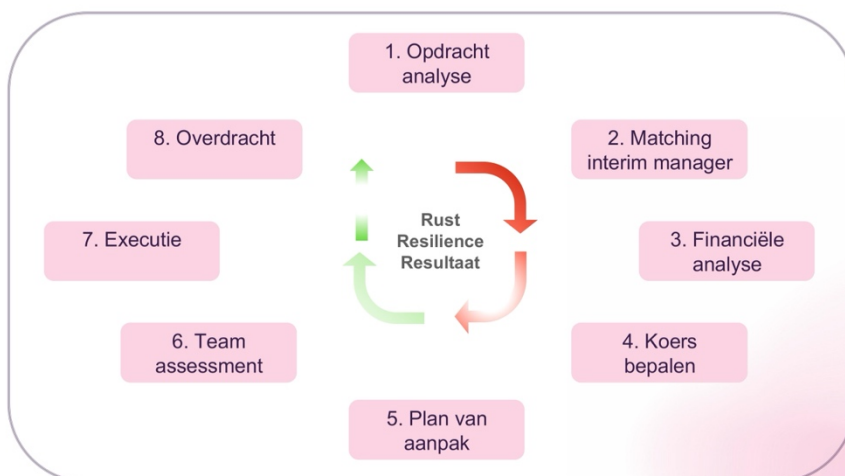 1. Opdracht
analyse
2. Matching
interim manager
3. Financiële
analyse
4. Koers
bepalen
5. Plan van
aanpak
6. Team
assessment
7. Executie
8. Overdracht
Rust
Resilience
Resultaat